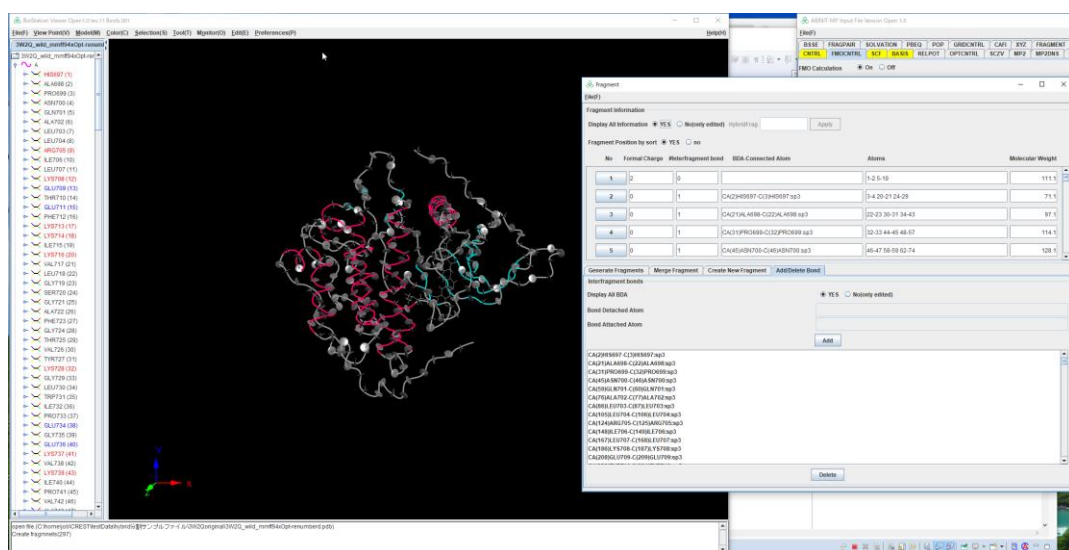 BioStation Viewer Open 1.0 rev.11 Bunds 001
File(F) View Point(V) Model(M) Color(C) Selection(S) Tool(T) Monitor(O) Edit(E) Preferences(P) Help(H)
3W2Q_wild_mmff94xOpt-renumb
3W2Q_wild_mmff94xOpt-rer
A
HIS697 (1)
ALA698 (2)
PRO699 (3)
ASN700 (4)
GLN701 (5)
ALA702 (6)
LEU703 (7)
LEU704 (8)
ARG705 (9)
ILE706 (10)
LEU707 (11)
LYS708 (12)
GLU709 (13)
THR710 (14)
GLU711 (15)
PHE712 (16)
LYS713 (17)
LYS714 (18)
ILE715 (19)
LYS716 (20)
VAL717 (21)
LEU718 (22)
GLY719 (23)
SER720 (24)
GLY721 (25)
ALA722 (26)
PHE723 (27)
GLY724 (28)
THR725 (29)
VAL726 (30)
TYR727 (31)
LYS728 (32)
GLY729 (33)
LEU730 (34)
TRP731 (35)
ILE732 (36)
PRO733 (37)
GLU734 (38)
GLY735 (39)
GLU736 (40)
LYS737 (41)
VAL738 (42)
LYS739 (43)
ILE740 (44)
PRO741 (45)
VAL742 (46)
Y
X
Z
Create fragmnets(297)
ABINIT-MP Input File Version Open 1.0
File(F)
BSSE FRAGPAIR SOLVATION PBEQ POP GRIDCNTRL CAFI XYZ FRAGMENT
CNTRL FMOCNTRL SCF BASIS RELPOT OPTCNTRL SCZV MP2 MP2DNS
FMO Calculation On Off
Fragment
File(F)
Fragment Information
Display All Information YES No(only edited) HybridFrag Apply
Fragment Position by sort YES no
No Formal Charge #Interfragment bond BDA-Connected Atom Atoms Molecular Weight
1 2 0 1-2 5-19 111.1
2 0 1 CA(2)HIS697-C(3)HIS697:sp3 3-4 20-21 24-29 71.1
3 0 1 CA(21)ALA698-C(22)ALA698:sp3 22-23 30-31 34-43 97.1
4 0 1 CA(31)PRO699-C(32)PRO699:sp3 32-33 44-45 48-57 114.1
5 0 1 CA(45)ASN700-C(46)ASN700:sp3 46-47 58-59 62-74 128.1
Generate Fragments Merge Fragment Create New Fragment Add/Delete Bond
Interfragment bonds
Display All BDA YES No(only edited)
Bond Detached Atom
Bond Attached Atom
Add
CA(2)HIS697-C(3)HIS697:sp3
CA(21)ALA698-C(22)ALA698:sp3
CA(31)PRO699-C(32)PRO699:sp3
CA(45)ASN700-C(46)ASN700:sp3
CA(59)GLN701-C(60)GLN701:sp3
CA(76)ALA702-C(77)ALA702:sp3
CA(86)LEU703-C(87)LEU703:sp3
CA(105)LEU704-C(106)LEU704:sp3
CA(124)ARG705-C(125)ARG705:sp3
CA(148)ILE706-C(149)ILE706:sp3
CA(167)LEU707-C(168)LEU707:sp3
CA(186)LYS708-C(187)LYS708:sp3
CA(208)GLU709-C(209)GLU709:sp3
Delete